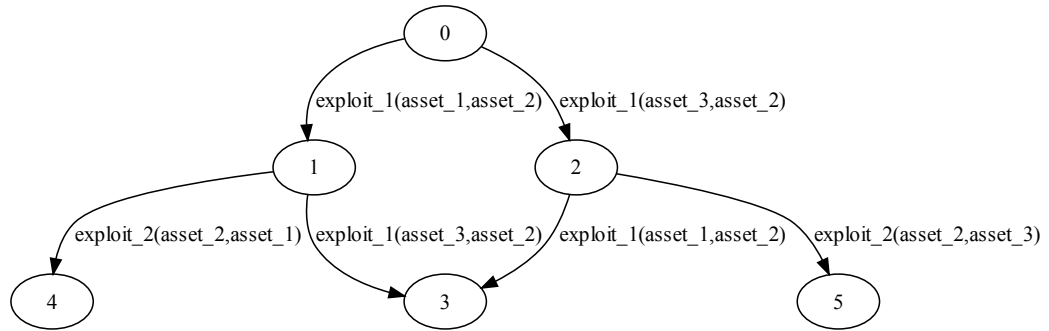 0
exploit_1(asset_1,asset_2) exploit_1(asset_3,asset_2)
1 2
exploit_2(asset_2,asset_1) exploit_1(asset_3,asset_2) exploit_1(asset_1,asset_2) exploit_2(asset_2,asset_3)
4 3 5